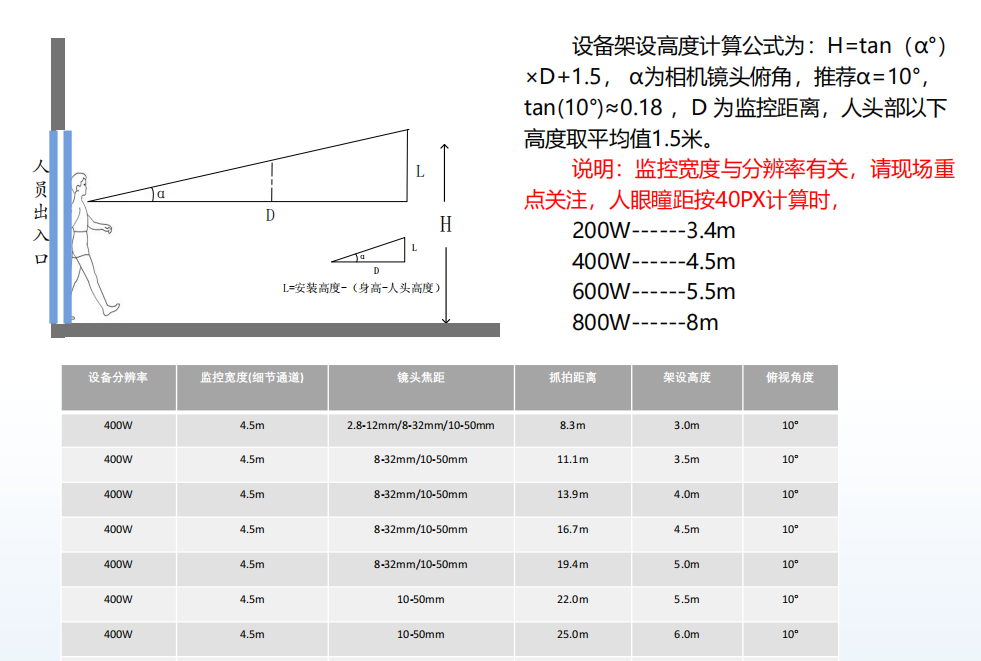 设备架设高度计算公式为：H=tan（α°）
×D+1.5， α为相机镜头俯角，推荐α=10°，
tan(10°)≈0.18 ，D 为监控距离，人头部以下
高度取平均值1.5米。
说明：监控宽度与分辨率有关，请现场重
点关注，人眼瞳距按40PX计算时，
200W------3.4m
400W------4.5m
600W------5.5m
800W------8m
人员出入口
α
D
L
H
α
D
L
L=安装高度-（身高-人头高度）
设备分辨率 监控宽度(细节通道) 镜头焦距 抓拍距离 架设高度 俯视角度
400W 4.5m 2.8-12mm/8-32mm/10-50mm 8.3m 3.0m 10°
400W 4.5m 8-32mm/10-50mm 11.1m 3.5m 10°
400W 4.5m 8-32mm/10-50mm 13.9m 4.0m 10°
400W 4.5m 8-32mm/10-50mm 16.7m 4.5m 10°
400W 4.5m 8-32mm/10-50mm 19.4m 5.0m 10°
400W 4.5m 10-50mm 22.0m 5.5m 10°
400W 4.5m 10-50mm 25.0m 6.0m 10°